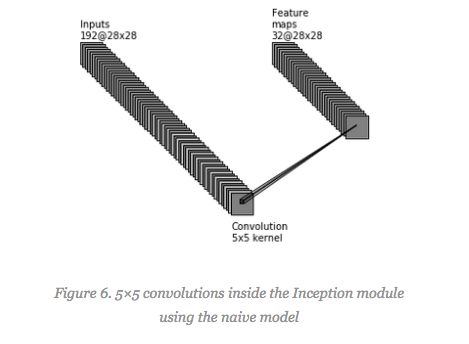 Inputs
192@28x28
Feature
maps
32@28x28
Convolution
5x5 kernel
Figure 6. 5×5 convolutions inside the Inception module
using the naive model